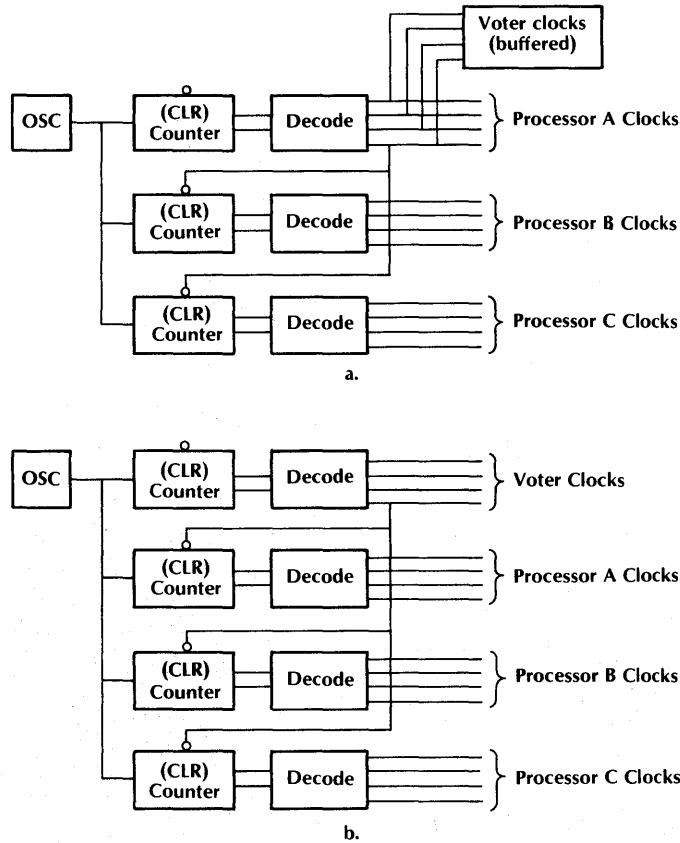 Voter clocks
(buffered)
OSC
(CLR)
Counter
Decode
Processor A Clocks
(CLR)
Counter
Decode
Processor B Clocks
(CLR)
Counter
Decode
Processor C Clocks
a.
OSC
(CLR)
Counter
Decode
Voter Clocks
(CLR)
Counter
Decode
Processor A Clocks
(CLR)
Counter
Decode
Processor B Clocks
(CLR)
Counter
Decode
Processor C Clocks
b.